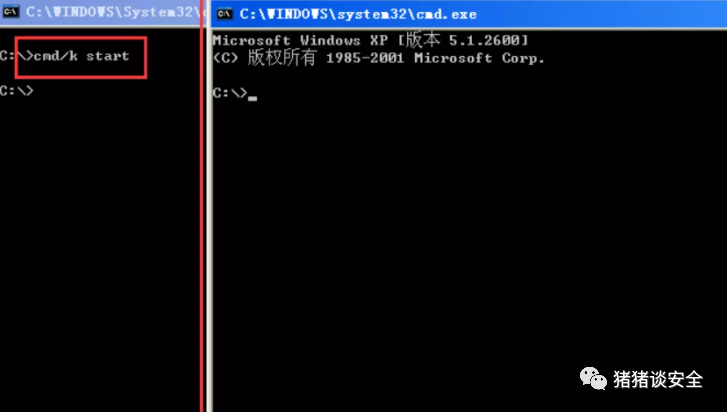 C:\WINDOWS\System32\
C:\>cmd/k start
C:\>
C:\WINDOWS\system32\cmd.exe
Microsoft Windows XP [版本 5.1.2600]
(C) 版权所有 1985-2001 Microsoft Corp.
C:\>_
猪猪谈安全